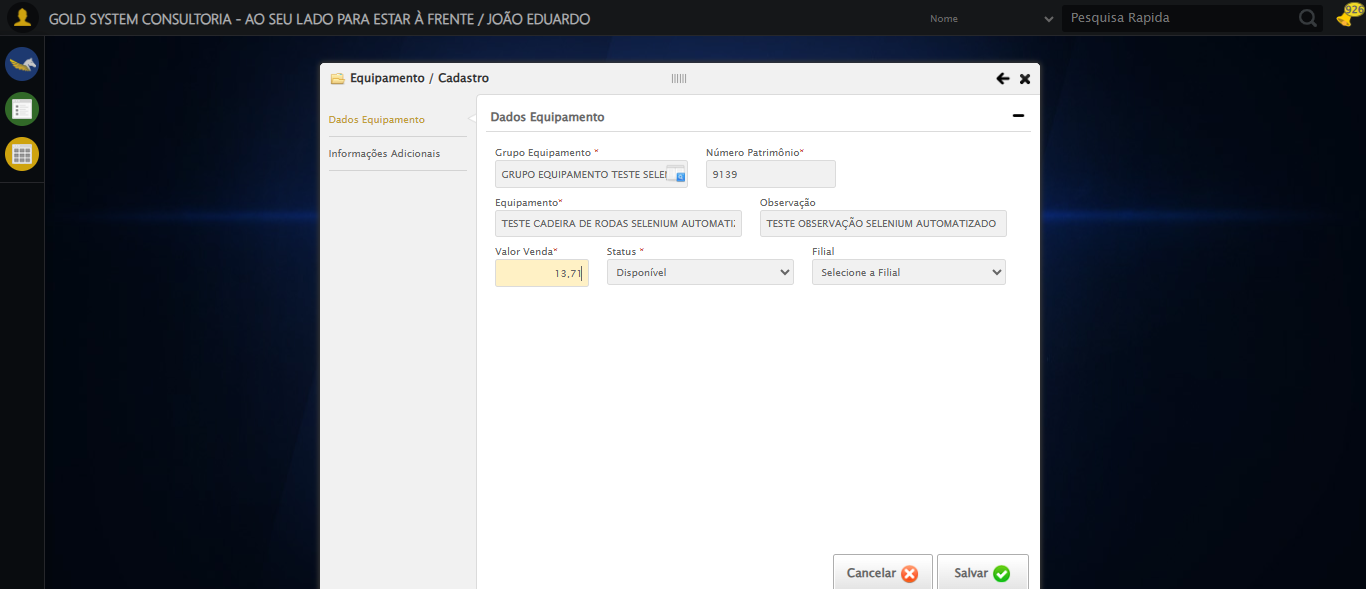 GOLD SYSTEM CONSULTORIA - AO SEU LADO PARA ESTAR À FRENTE / JOÃO EDUARDO
Nome
Pesquisa Rapida
926
Equipamento / Cadastro
Dados Equipamento
Informações Adicionais
Dados Equipamento
Grupo Equipamento *
Número Patrimônio*
GRUPO EQUIPAMENTO TESTE SELE
9139
Equipamento*
Observação
TESTE CADEIRA DE RODAS SELENIUM AUTOMATI
TESTE OBSERVAÇÃO SELENIUM AUTOMATIZADO
Valor Venda*
Status *
Filial
13,71
Disponível
Selecione a Filial
Cancelar
Salvar